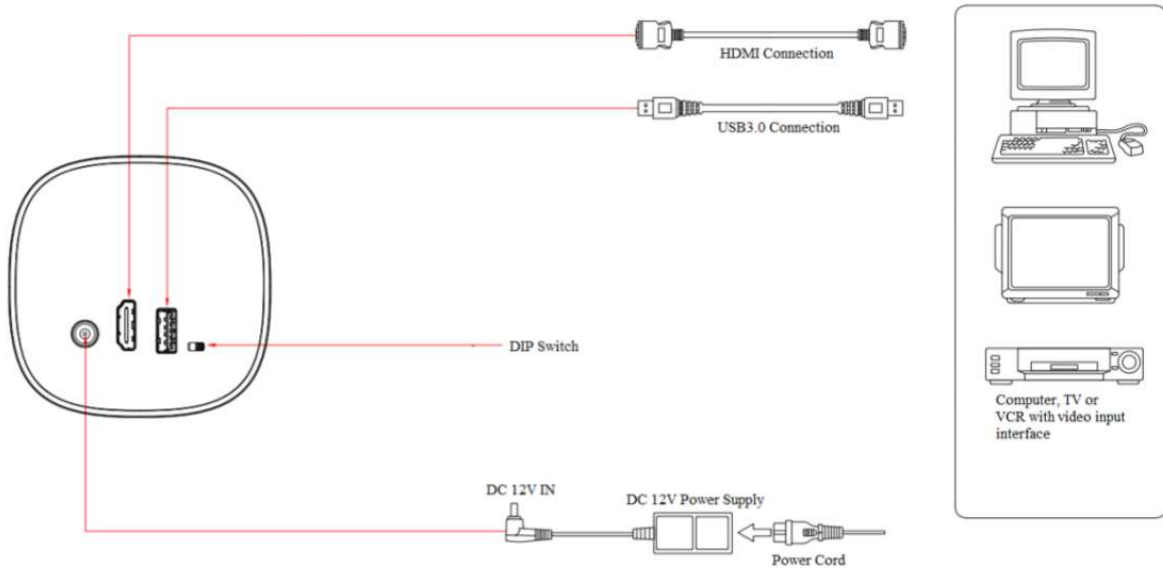 HDMI Connection
USB3.0 Connection
DIP Switch
Computer, TV or
VCR with video input
interface
DC 12V IN
DC 12V Power Supply
Power Cord